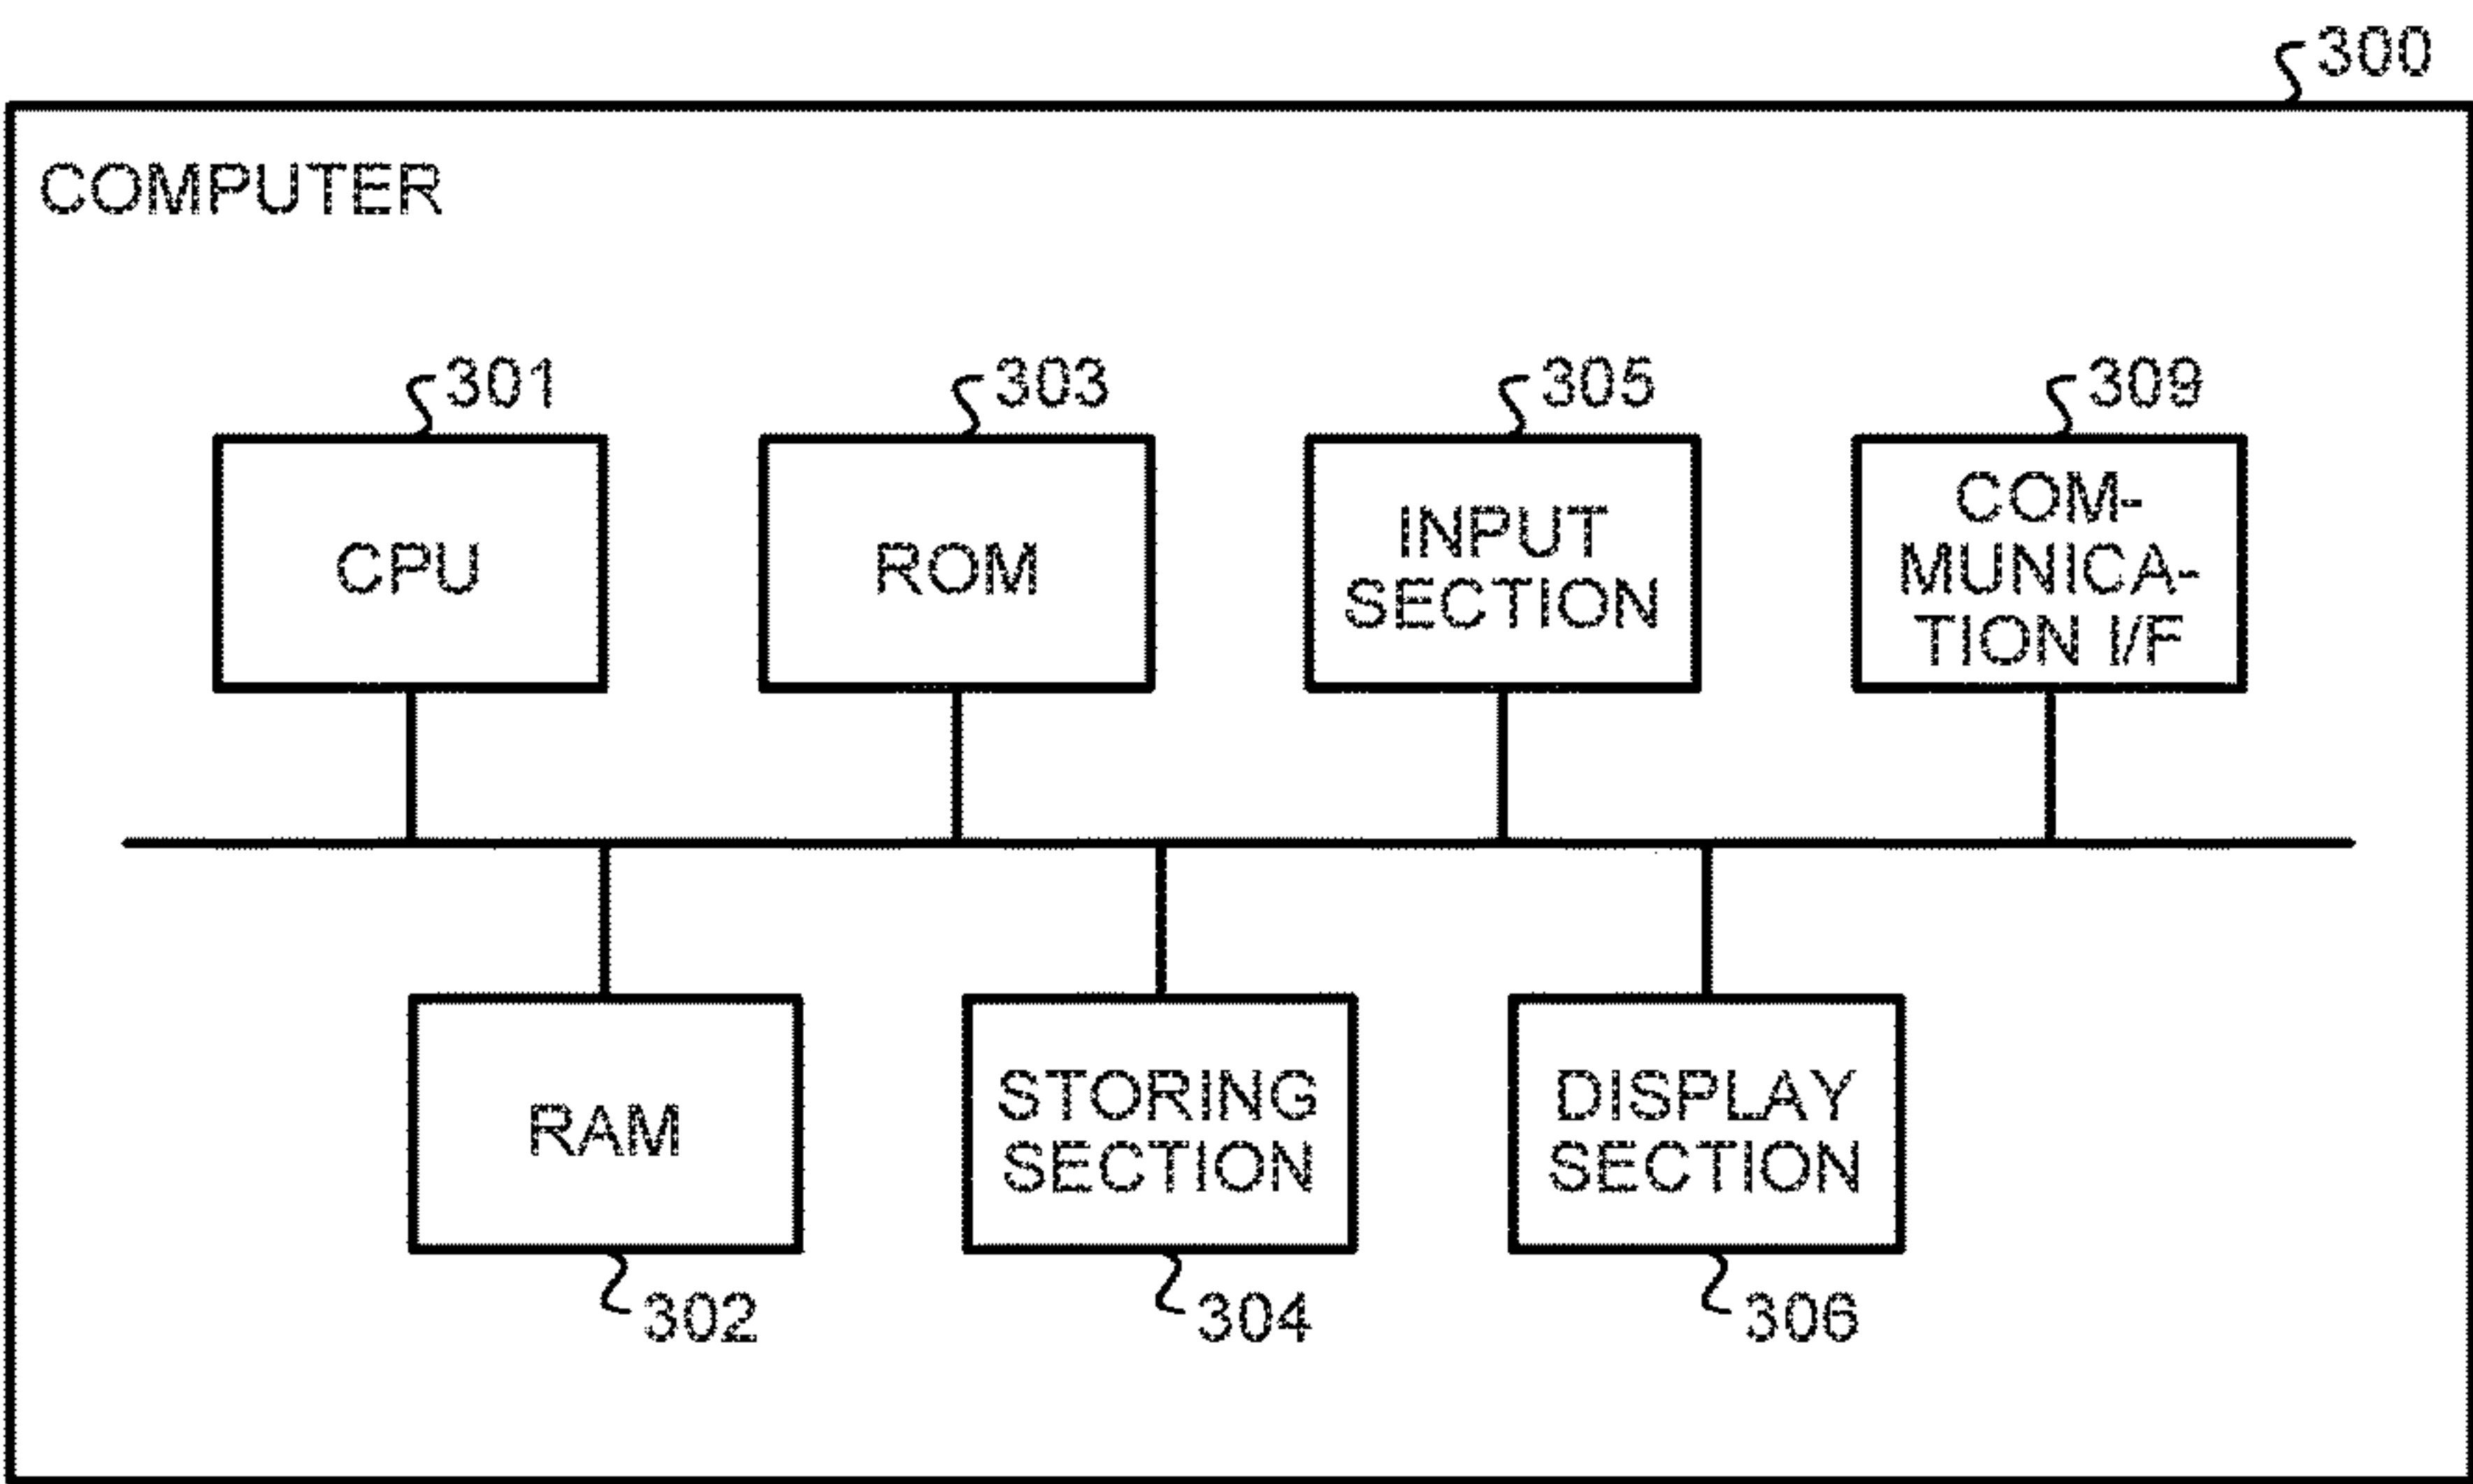 300
COMPUTER
301
303
305
309
CPU
ROM
INPUT
SECTION
COM-
MUNICA-
TION I/F
RAM
STORING
SECTION
DISPLAY
SECTION
302
304
306